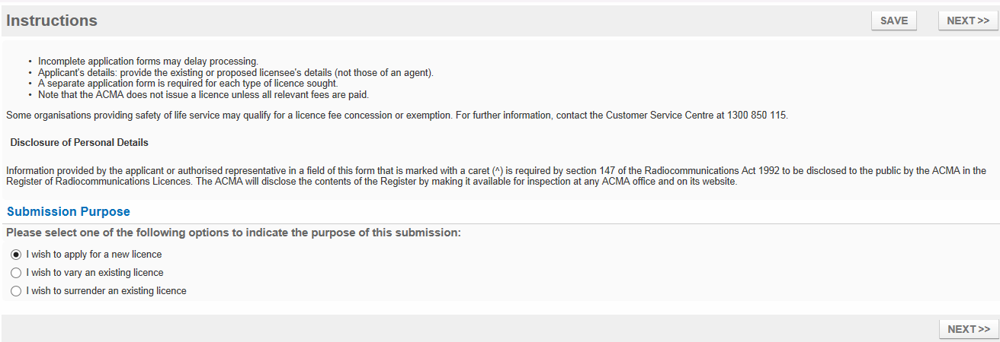 Instructions
SAVE
NEXT >>
• Incomplete application forms may delay processing.
• Applicant's details: provide the existing or proposed licensee's details (not those of an agent).
• A separate application form is required for each type of licence sought.
• Note that the ACMA does not issue a licence unless all relevant fees are paid.
Some organisations providing safety of life service may qualify for a licence fee concession or exemption. For further information, contact the Customer Service Centre at 1300 850 115.
Disclosure of Personal Details
Information provided by the applicant or authorised representative in a field of this form that is marked with a caret (^) is required by section 147 of the Radiocommunications Act 1992 to be disclosed to the public by the ACMA in the
Register of Radiocommunications Licences. The ACMA will disclose the contents of the Register by making it available for inspection at any ACMA office and on its website.
Submission Purpose
Please select one of the following options to indicate the purpose of this submission:
I wish to apply for a new licence
I wish to vary an existing licence
I wish to surrender an existing licence
NEXT >>